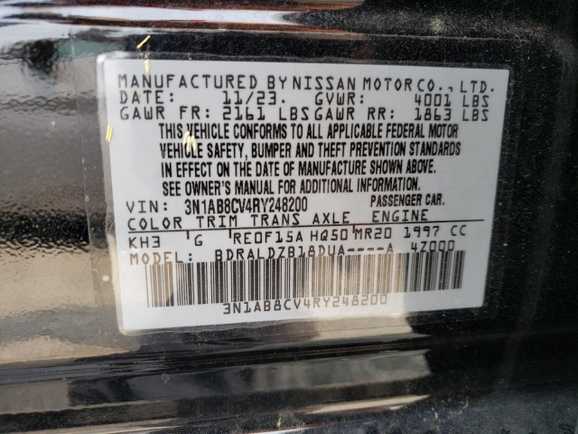 MANUFACTURED BY NISSAN MOTOR CO., LTD.
DATE: 11/23. GVWR: 4001 LBS
GAWR FR: 2161 LBS GAWR RR: 1863 LBS
THIS VEHICLE CONFORMS TO ALL APPLICABLE FEDERAL MOTOR
VEHICLE SAFETY, BUMPER AND THEFT PREVENTION STANDARDS
IN EFFECT ON THE DATE OF MANUFACTURE SHOWN ABOVE.
SEE OWNER'S MANUAL FOR ADDITIONAL INFORMATION.
VIN: 3N1AB8CV4RY248200 PASSENGER CAR.
COLOR TRIM TRANS AXLE ENGINE
KH3 G RE0F15A HQ50 MR20 1997 CC
MODEL: BDRALDZB18DUA----A 4Z000
3N1AB8CV4RY248200